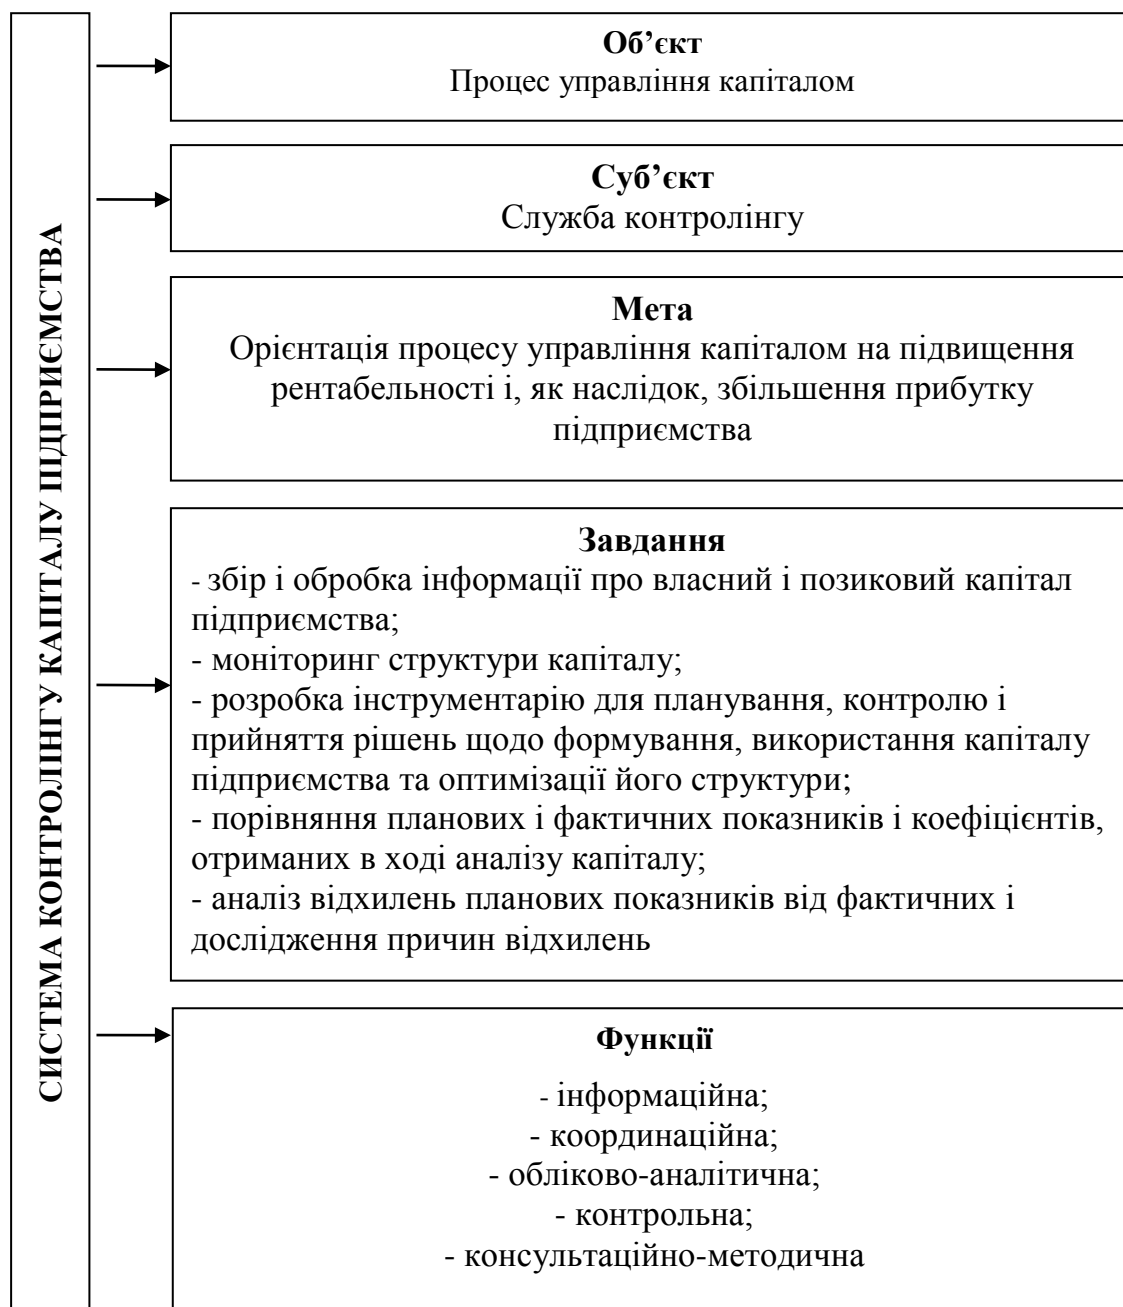 СИСТЕМА КОНТРОЛІНГУ КАПІТАЛУ ПІДПРИЄМСТВА
Об’єкт
Процес управління капіталом
Суб’єкт
Служба контролінгу
Мета
Орієнтація процесу управління капіталом на підвищення
рентабельності і, як наслідок, збільшення прибутку
підприємства
Завдання
- збір і обробка інформації про власний і позиковий капітал
підприємства;
- моніторинг структури капіталу;
- розробка інструментарію для планування, контролю і
прийняття рішень щодо формування, використання капіталу
підприємства та оптимізації його структури;
- порівняння планових і фактичних показників і коефіцієнтів,
отриманих в ході аналізу капіталу;
- аналіз відхилень планових показників від фактичних і
дослідження причин відхилень
Функції
- інформаційна;
- координаційна;
- обліково-аналітична;
- контрольна;
- консультаційно-методична